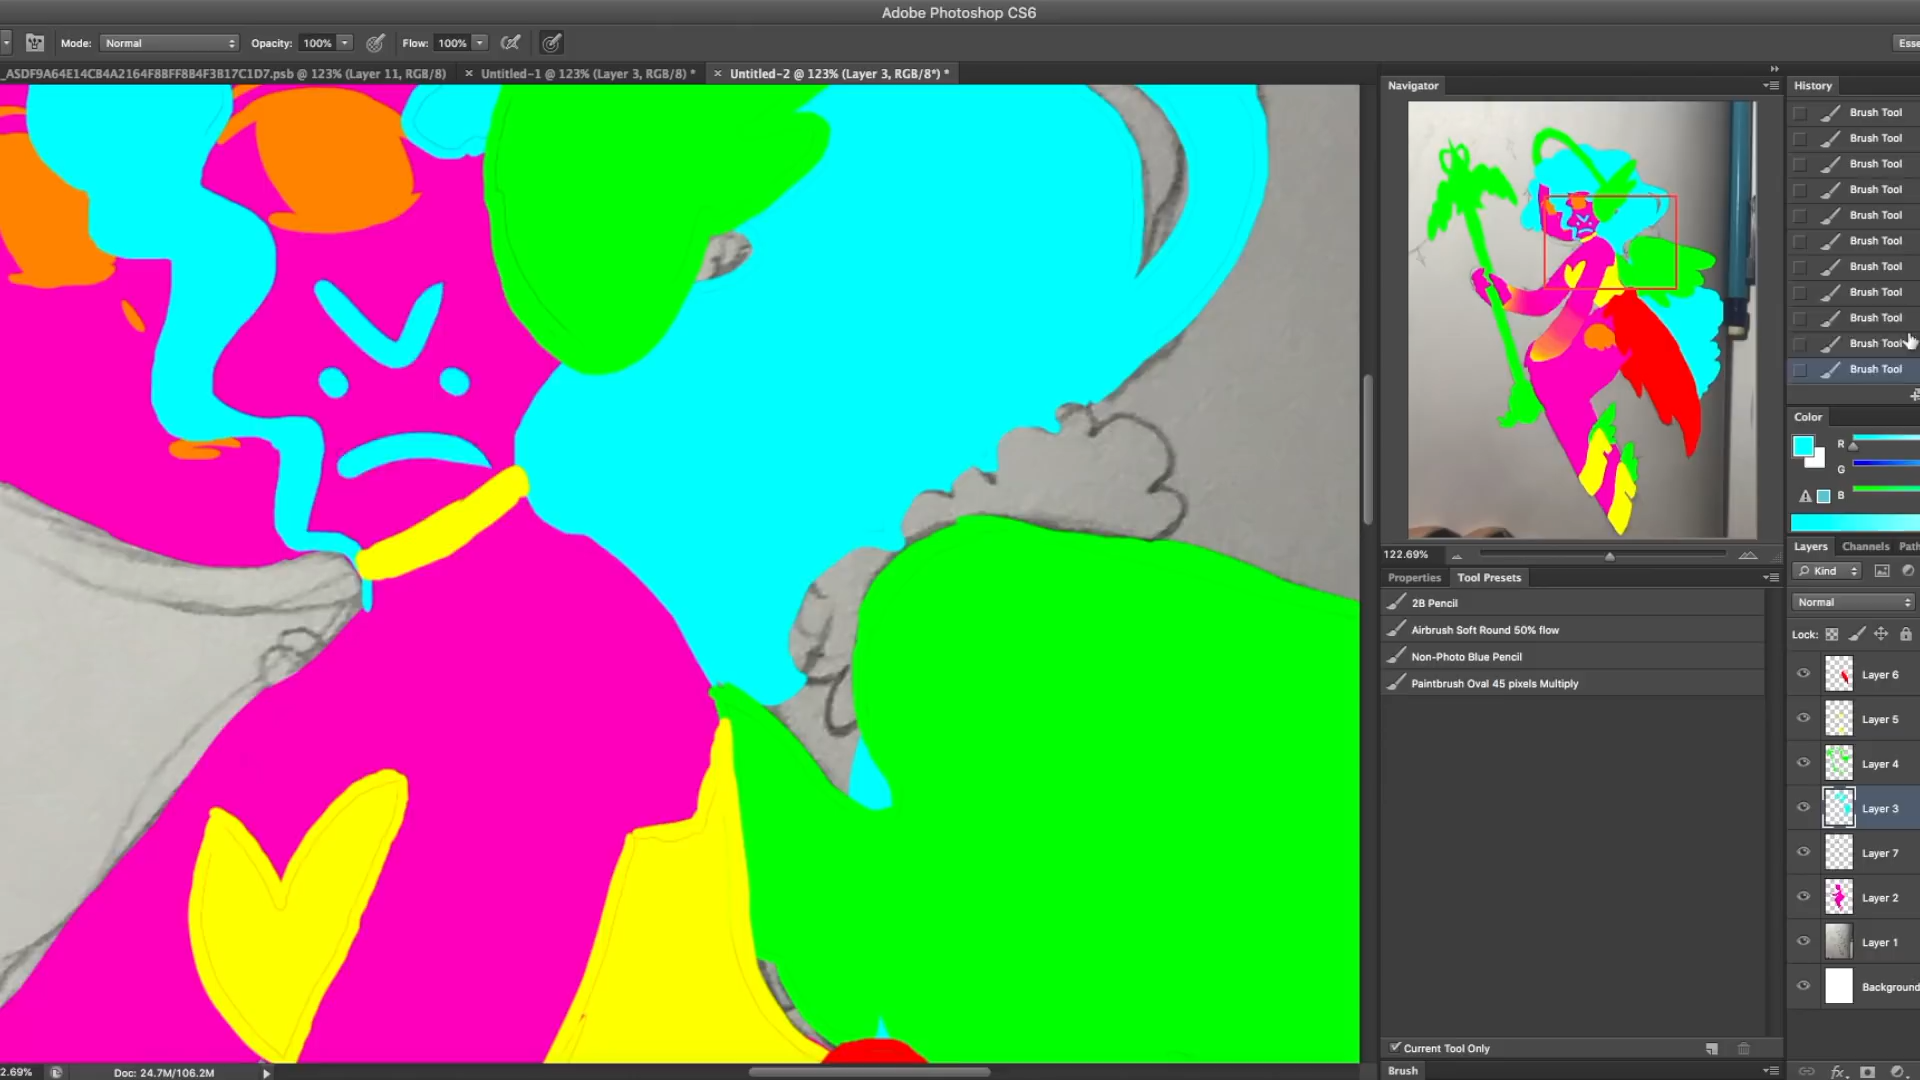 Adobe Photoshop CS6
Mode: Normal Opacity: 100% Flow: 100% Esse
_ASDF9A64E14CB4A2164F8BFF8B4F3B17C1D7.psb @ 123% (Layer 11, RGB/8) × Untitled-1 @ 123% (Layer 3, RGB/8) * × Untitled-2 @ 123% (Layer 3, RGB/8*) *
Navigator
122.69%
Properties Tool Presets
2B Pencil
Airbrush Soft Round 50% flow
Non-Photo Blue Pencil
Paintbrush Oval 45 pixels Multiply
Current Tool Only
Brush
History
Brush Tool
Brush Tool
Brush Tool
Brush Tool
Brush Tool
Brush Tool
Brush Tool
Brush Tool
Brush Tool
Brush Tool
Brush Tool
Color
R
G
B
Layers Channels Path
Kind
Normal
Lock:
Layer 6
Layer 5
Layer 4
Layer 3
Layer 7
Layer 2
Layer 1
Background
fx
2.69% Doc: 24.7M/106.2M